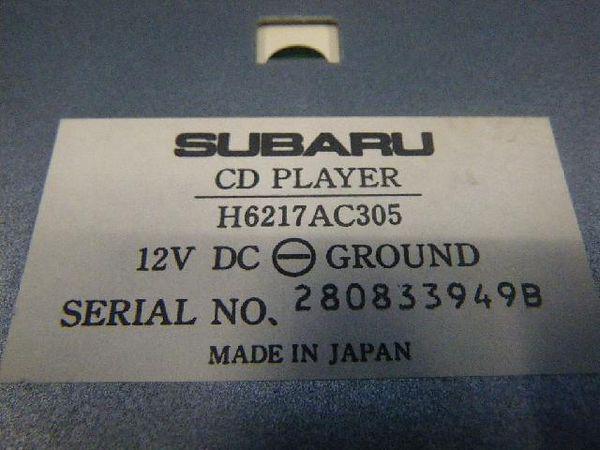 SUBARU
CD PLAYER
H6217AC305
12V DC ⊖ GROUND
SERIAL NO. 280833949B
MADE IN JAPAN